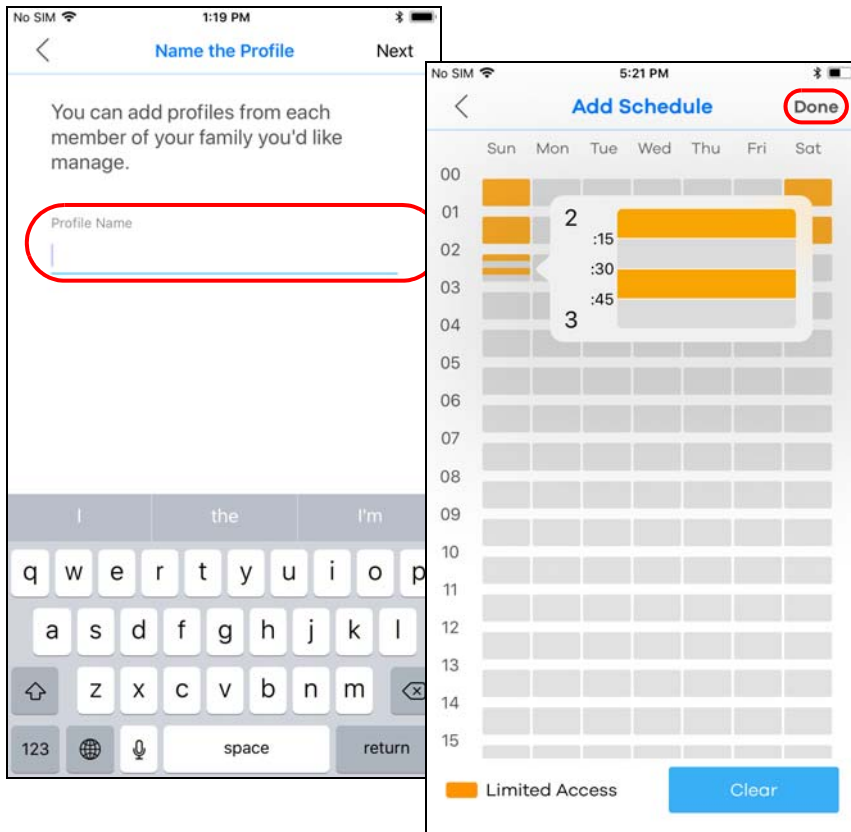 No SIM 1:19 PM
Name the Profile Next
You can add profiles from each
member of your family you'd like
manage.
Profile Name
I the I'm
q w e r t y u i o p
a s d f g h j k l
z x c v b n m
123 space return
No SIM 5:21 PM
Add Schedule Done
Sun Mon Tue Wed Thu Fri Sat
00
01
02
03
04
05
06
07
08
09
10
11
12
13
14
15
2
:15
:30
:45
3
Limited Access Clear